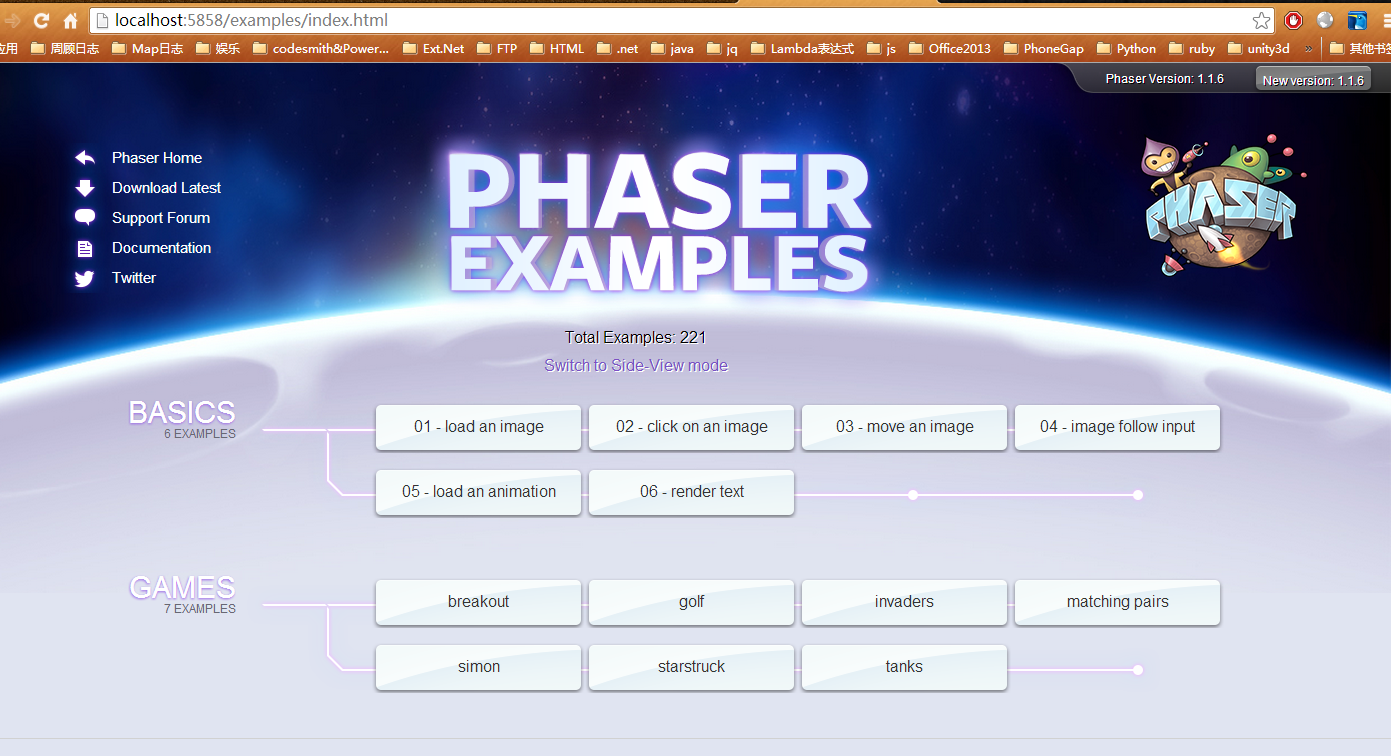 localhost:5858/examples/index.html
应用 周顾日志 Map日志 娱乐 codesmith&Power... Ext.Net FTP HTML .net java jq Lambda表达式 js Office2013 PhoneGap Python ruby unity3d » 其他书签
Phaser Version: 1.1.6 New version: 1.1.6
Phaser Home
Download Latest
Support Forum
Documentation
Twitter
PHASER
EXAMPLES
PHASER
Total Examples: 221
Switch to Side-View mode
BASICS
6 EXAMPLES
01 - load an image 02 - click on an image 03 - move an image 04 - image follow input
05 - load an animation 06 - render text
GAMES
7 EXAMPLES
breakout golf invaders matching pairs
simon starstruck tanks